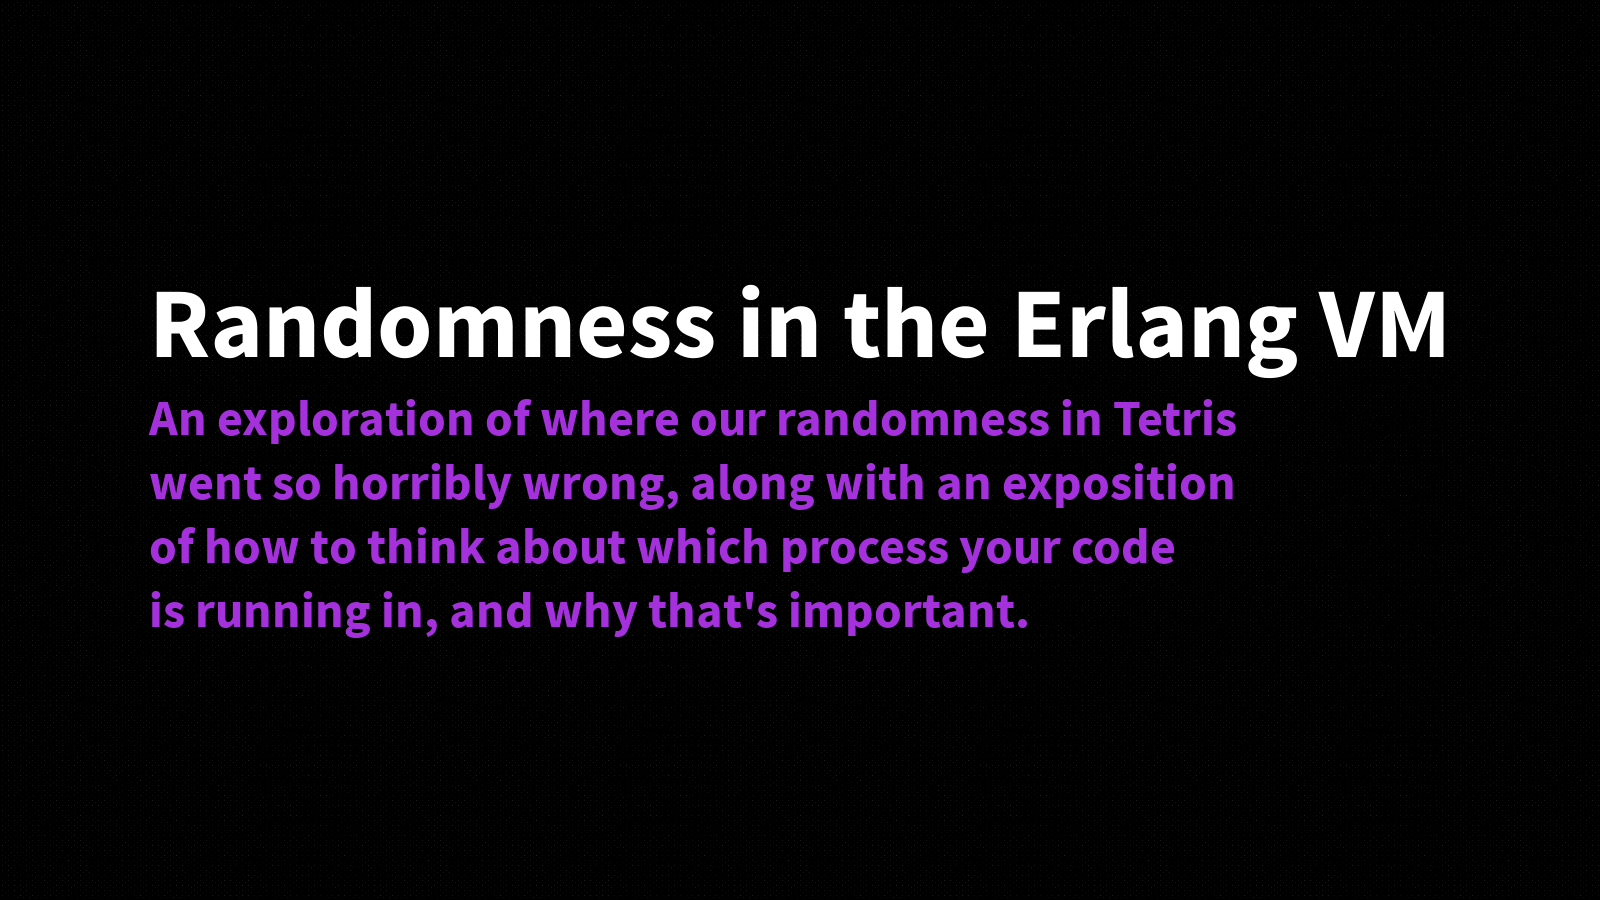 Randomness in the Erlang VM
An exploration of where our randomness in Tetris
went so horribly wrong, along with an exposition
of how to think about which process your code
is running in, and why that's important.